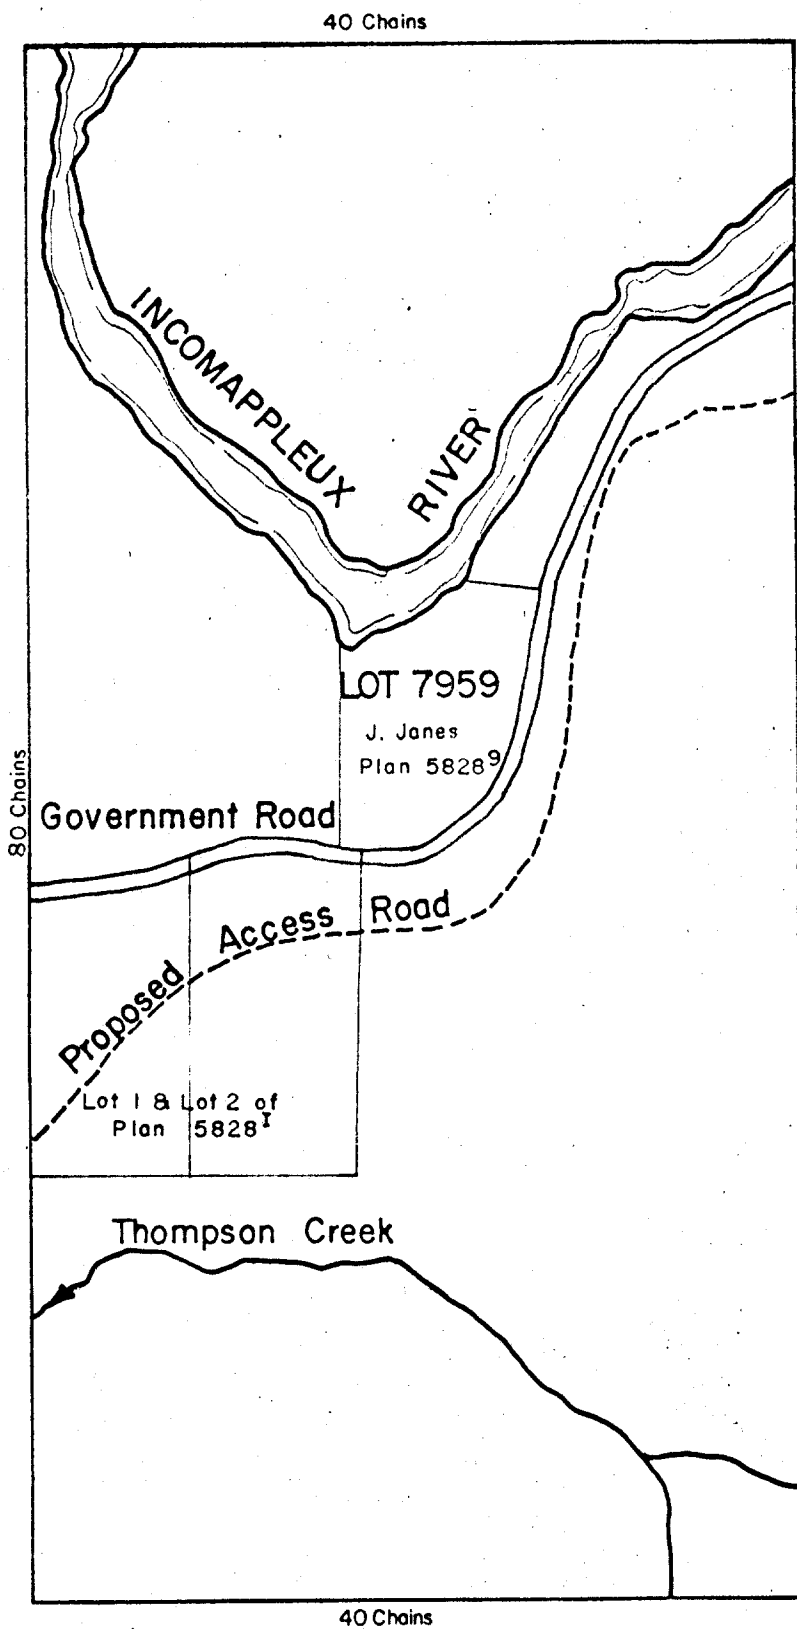 40 Chains
INCOMAPPLEUX
RIVER
LOT 7959
J. Janes
Plan 5828⁹
80 Chains
Government Road
Proposed Access Road
Lot 1 & Lot 2 of
Plan 5828ᴵ
Thompson Creek
40 Chains